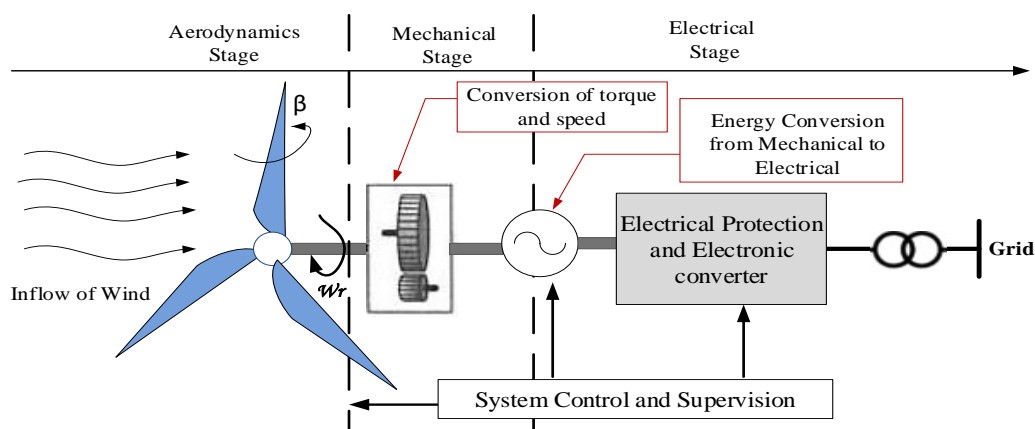 Aerodynamics
Stage
Mechanical
Stage
Electrical
Stage
Conversion of torque
and speed
β
Energy Conversion
from Mechanical to
Electrical
Electrical Protection
and Electronic
converter
Grid
Inflow of Wind
Wr
System Control and Supervision